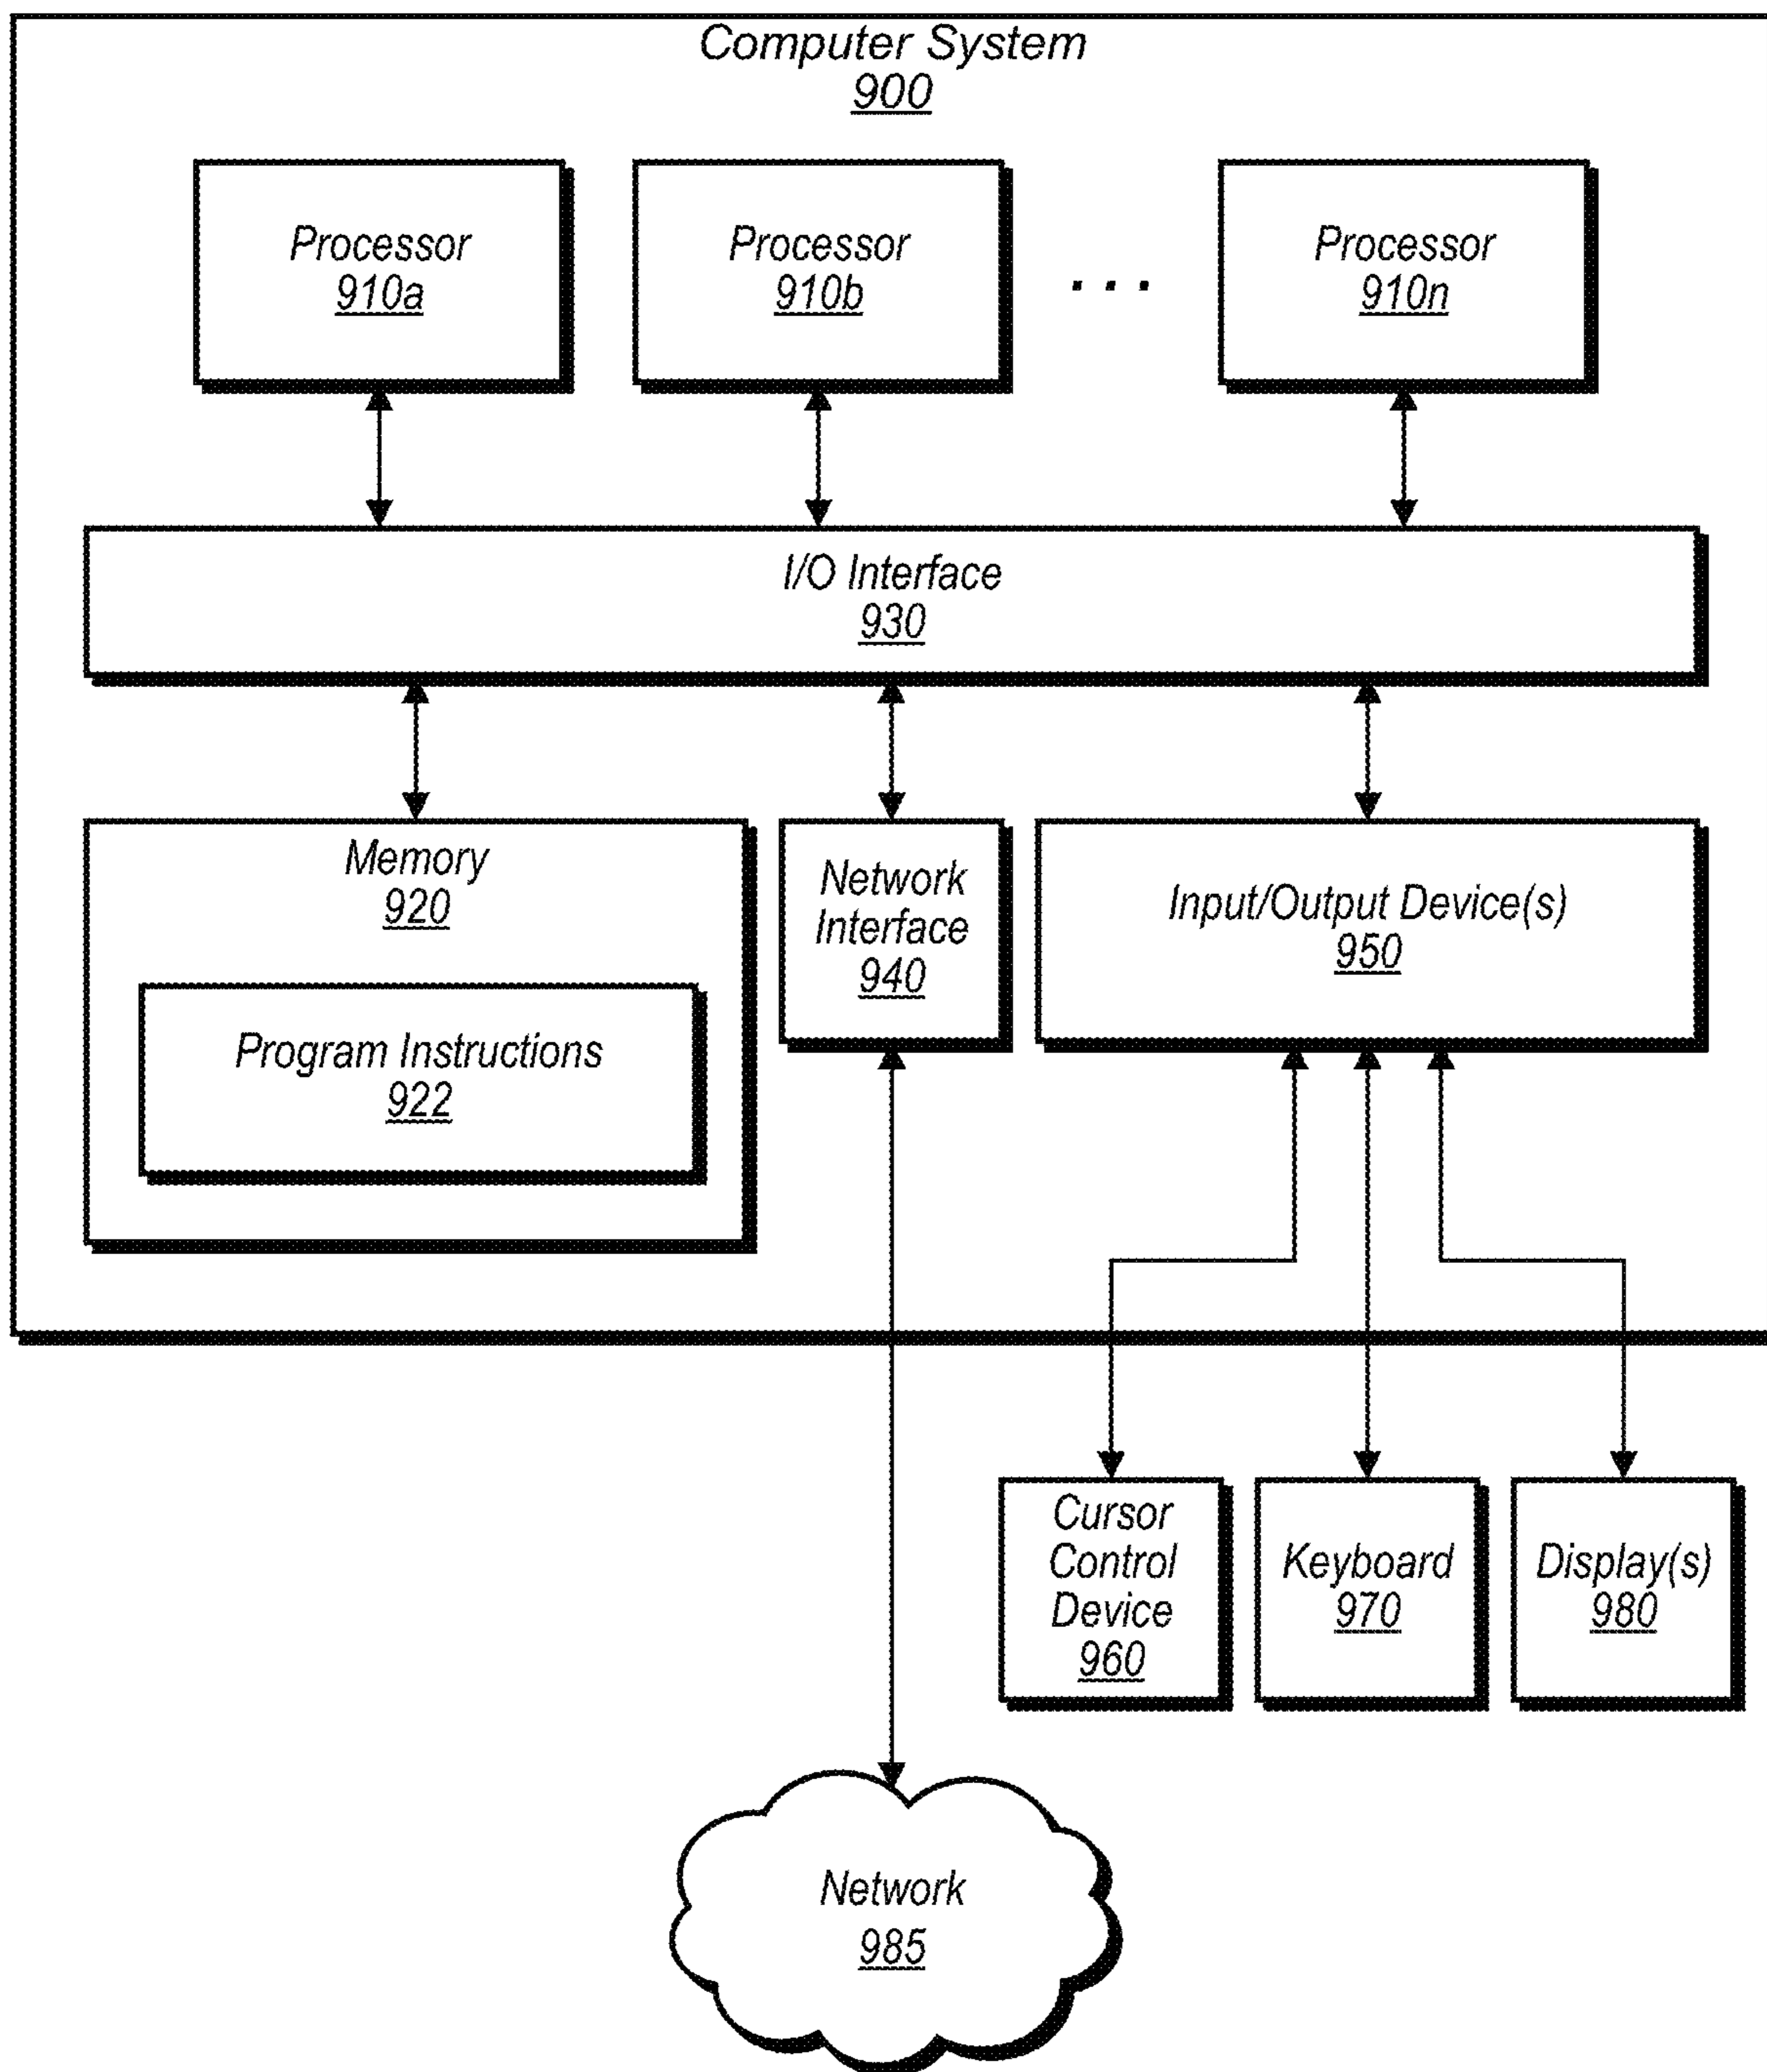 Computer System
900
Processor
910a
Processor
910b
. . .
Processor
910n
I/O Interface
930
Memory
920
Program Instructions
922
Network
Interface
940
Input/Output Device(s)
950
Cursor
Control
Device
960
Keyboard
970
Display(s)
980
Network
985